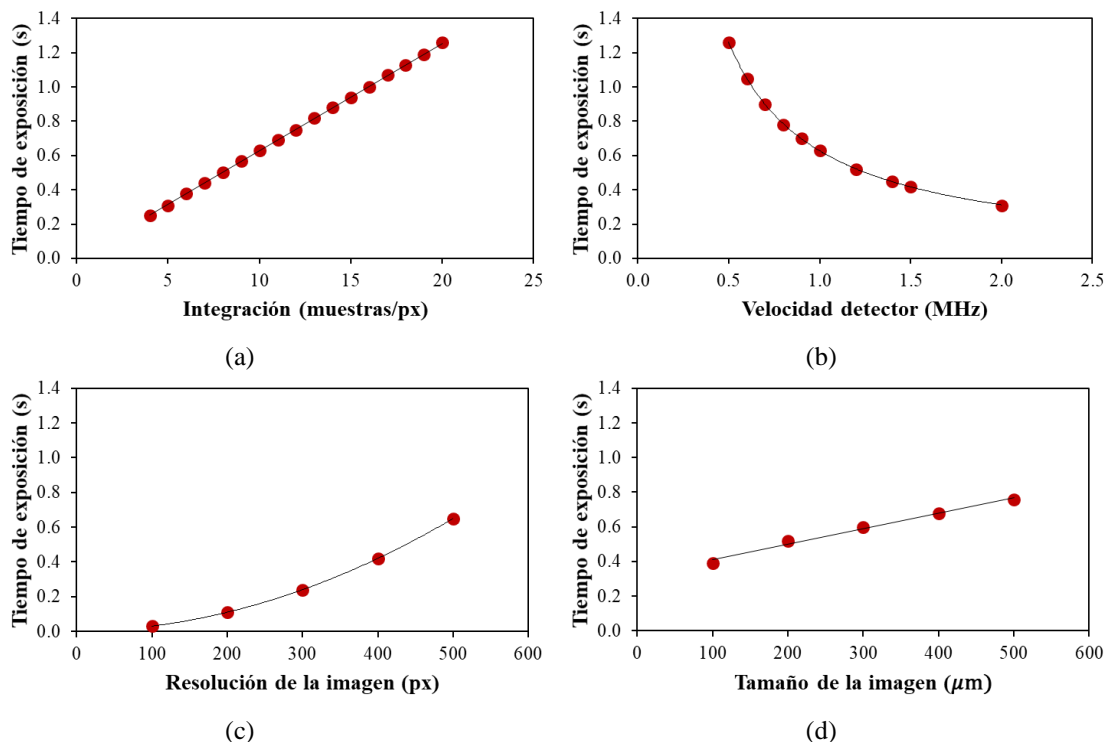 Tiempo de exposición (s)
1.4
1.2
1.0
0.8
0.6
0.4
0.2
0.0
0 5 10 15 20 25
Integración (muestras/px)
(a)
Tiempo de exposición (s)
1.4
1.2
1.0
0.8
0.6
0.4
0.2
0.0
0.0 0.5 1.0 1.5 2.0 2.5
Velocidad detector (MHz)
(b)
Tiempo de exposición (s)
1.4
1.2
1.0
0.8
0.6
0.4
0.2
0.0
0 100 200 300 400 500 600
Resolución de la imagen (px)
(c)
Tiempo de exposición (s)
1.4
1.2
1.0
0.8
0.6
0.4
0.2
0.0
0 100 200 300 400 500 600
Tamaño de la imagen (μm)
(d)